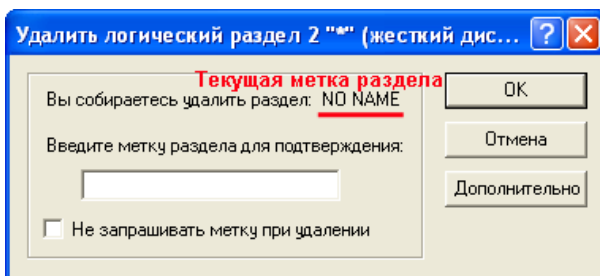 Удалить логический раздел 2 "*" (жесткий дис...
Текущая метка раздела
Вы собираетесь удалить раздел: NO NAME
OK
Введите метку раздела для подтверждения:
Отмена
Дополнительно
Не запрашивать метку при удалении